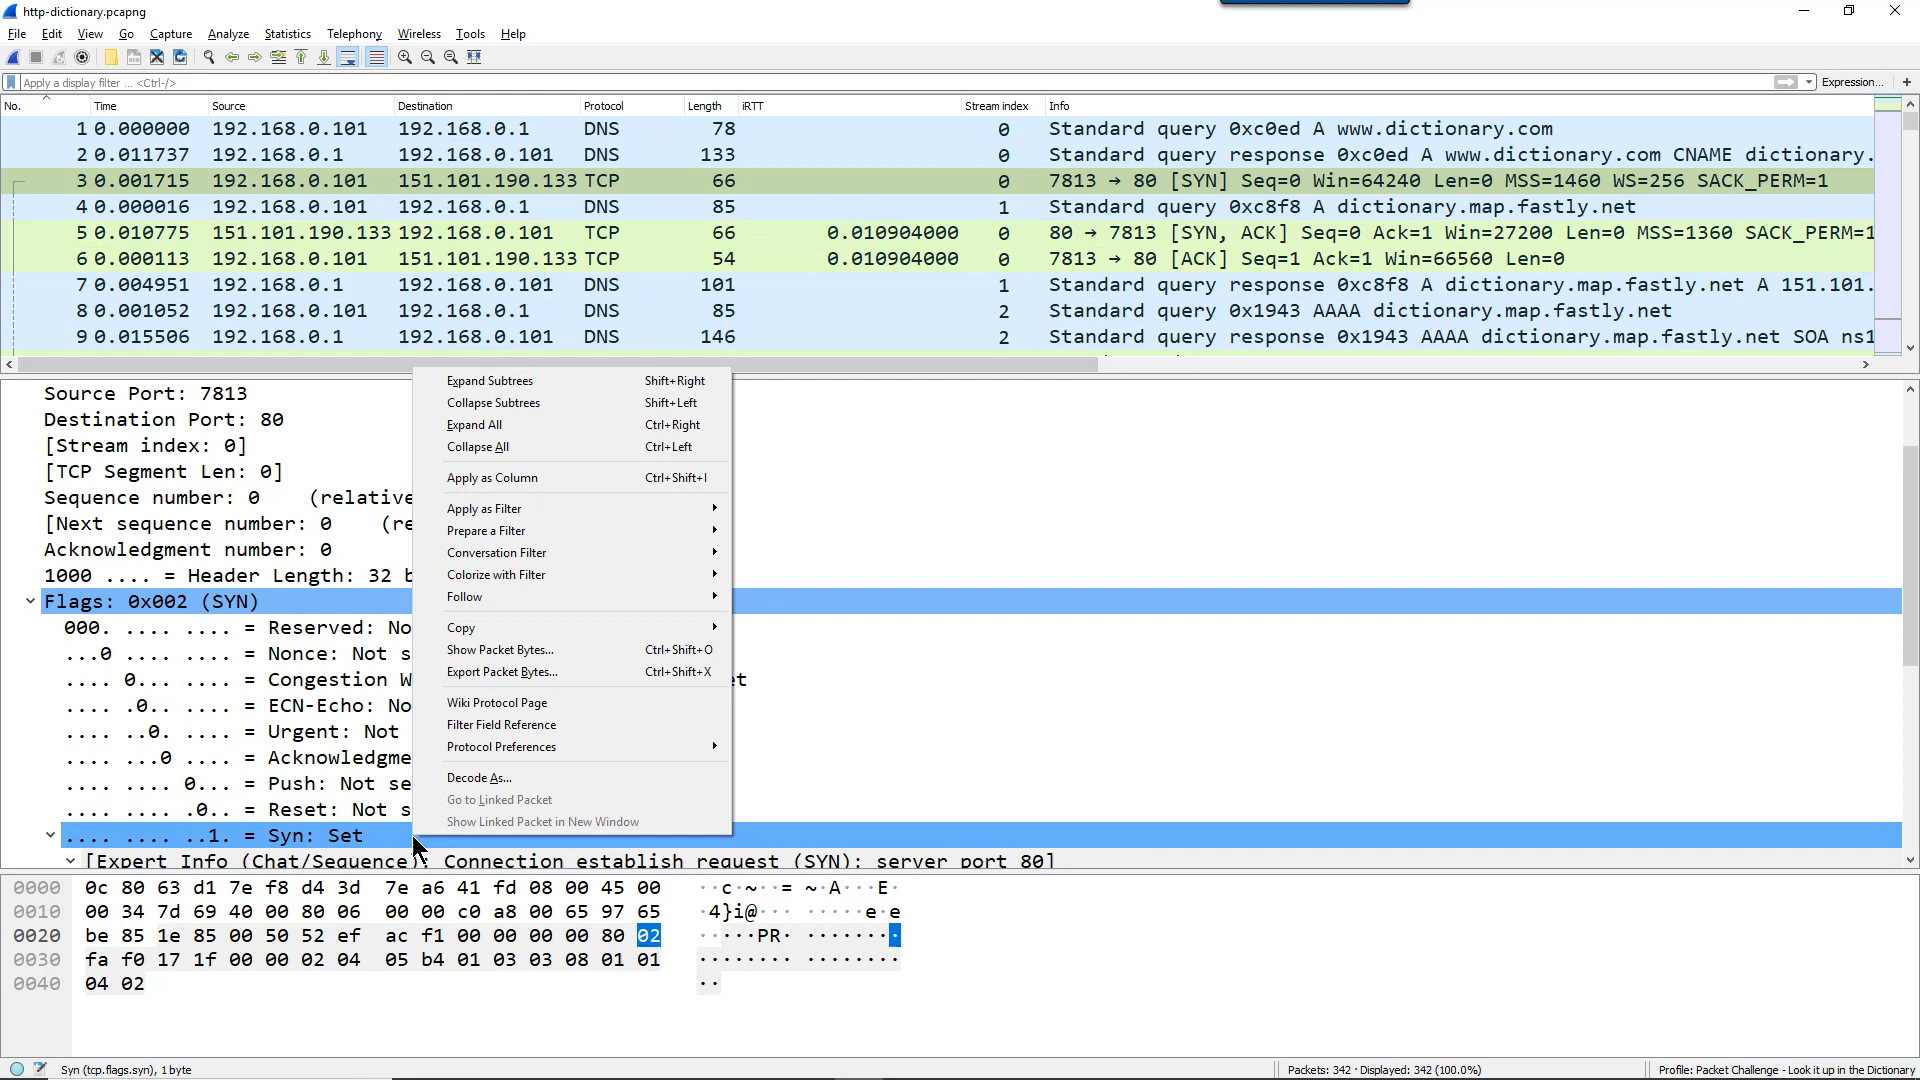 http-dictionary.pcapng
File Edit View Go Capture Analyze Statistics Telephony Wireless Tools Help
Apply a display filter ... <Ctrl-/> Expression... +
No. Time Source Destination Protocol Length iRTT Stream index Info
1 0.000000 192.168.0.101 192.168.0.1 DNS 78 0 Standard query 0xc0ed A www.dictionary.com
2 0.011737 192.168.0.1 192.168.0.101 DNS 133 0 Standard query response 0xc0ed A www.dictionary.com CNAME dictionary.
3 0.001715 192.168.0.101 151.101.190.133 TCP 66 0 7813 → 80 [SYN] Seq=0 Win=64240 Len=0 MSS=1460 WS=256 SACK_PERM=1
4 0.000016 192.168.0.101 192.168.0.1 DNS 85 1 Standard query 0xc8f8 A dictionary.map.fastly.net
5 0.010775 151.101.190.133 192.168.0.101 TCP 66 0.010904000 0 80 → 7813 [SYN, ACK] Seq=0 Ack=1 Win=27200 Len=0 MSS=1360 SACK_PERM=1
6 0.000113 192.168.0.101 151.101.190.133 TCP 54 0.010904000 0 7813 → 80 [ACK] Seq=1 Ack=1 Win=66560 Len=0
7 0.004951 192.168.0.1 192.168.0.101 DNS 101 1 Standard query response 0xc8f8 A dictionary.map.fastly.net A 151.101.
8 0.001052 192.168.0.101 192.168.0.1 DNS 85 2 Standard query 0x1943 AAAA dictionary.map.fastly.net
9 0.015506 192.168.0.1 192.168.0.101 DNS 146 2 Standard query response 0x1943 AAAA dictionary.map.fastly.net SOA ns1
Source Port: 7813
Destination Port: 80
[Stream index: 0]
[TCP Segment Len: 0]
Sequence number: 0 (relative
[Next sequence number: 0 (re
Acknowledgment number: 0
1000 .... = Header Length: 32 b
Flags: 0x002 (SYN)
000. .... .... = Reserved: No
...0 .... .... = Nonce: Not s
.... 0... .... = Congestion W et
.... .0.. .... = ECN-Echo: No
.... ..0. .... = Urgent: Not
.... ...0 .... = Acknowledgme
.... .... 0... = Push: Not se
.... .... .0.. = Reset: Not s
.... .... ..1. = Syn: Set
[Expert Info (Chat/Sequence): Connection establish request (SYN): server port 80]
Expand Subtrees Shift+Right
Collapse Subtrees Shift+Left
Expand All Ctrl+Right
Collapse All Ctrl+Left
Apply as Column Ctrl+Shift+I
Apply as Filter
Prepare a Filter
Conversation Filter
Colorize with Filter
Follow
Copy
Show Packet Bytes... Ctrl+Shift+O
Export Packet Bytes... Ctrl+Shift+X
Wiki Protocol Page
Filter Field Reference
Protocol Preferences
Decode As...
Go to Linked Packet
Show Linked Packet in New Window
0000 0c 80 63 d1 7e f8 d4 3d 7e a6 41 fd 08 00 45 00 ··c·~··= ~·A···E·
0010 00 34 7d 69 40 00 80 06 00 00 c0 a8 00 65 97 65 ·4}i@··· ·····e·e
0020 be 85 1e 85 00 50 52 ef ac f1 00 00 00 00 80 02 ·····PR· ········
0030 fa f0 17 1f 00 00 02 04 05 b4 01 03 03 08 01 01 ········ ········
0040 04 02 ··
Syn (tcp.flags.syn), 1 byte Packets: 342 · Displayed: 342 (100.0%) Profile: Packet Challenge - Look it up in the Dictionary